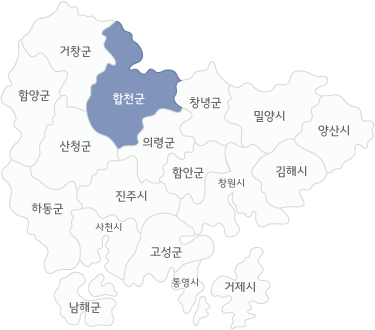 거창군
함양군
합천군
창녕군
밀양시
양산시
산청군
의령군
함안군
창원시
김해시
진주시
하동군
사천시
고성군
통영시
거제시
남해군